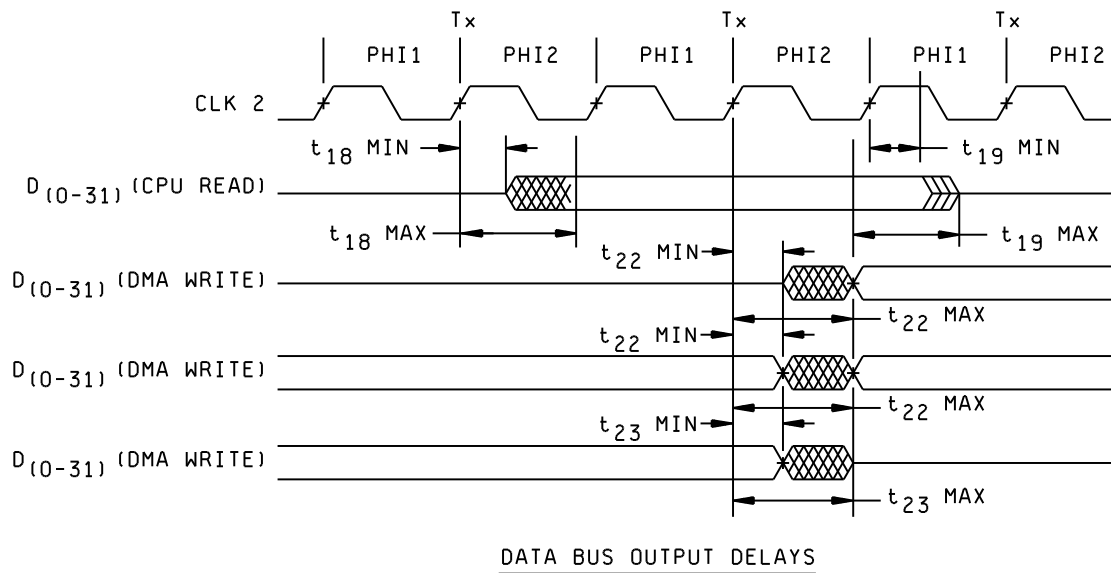 Tx Tx Tx
PHI1 PHI2 PHI1 PHI2 PHI1 PHI2
CLK 2
t18 MIN t19 MIN
D(0-31) (CPU READ)
t18 MAX t19 MAX
t22 MIN
D(0-31) (DMA WRITE)
t22 MAX
t22 MIN
D(0-31) (DMA WRITE)
t22 MAX
t23 MIN
D(0-31) (DMA WRITE)
t23 MAX
DATA BUS OUTPUT DELAYS